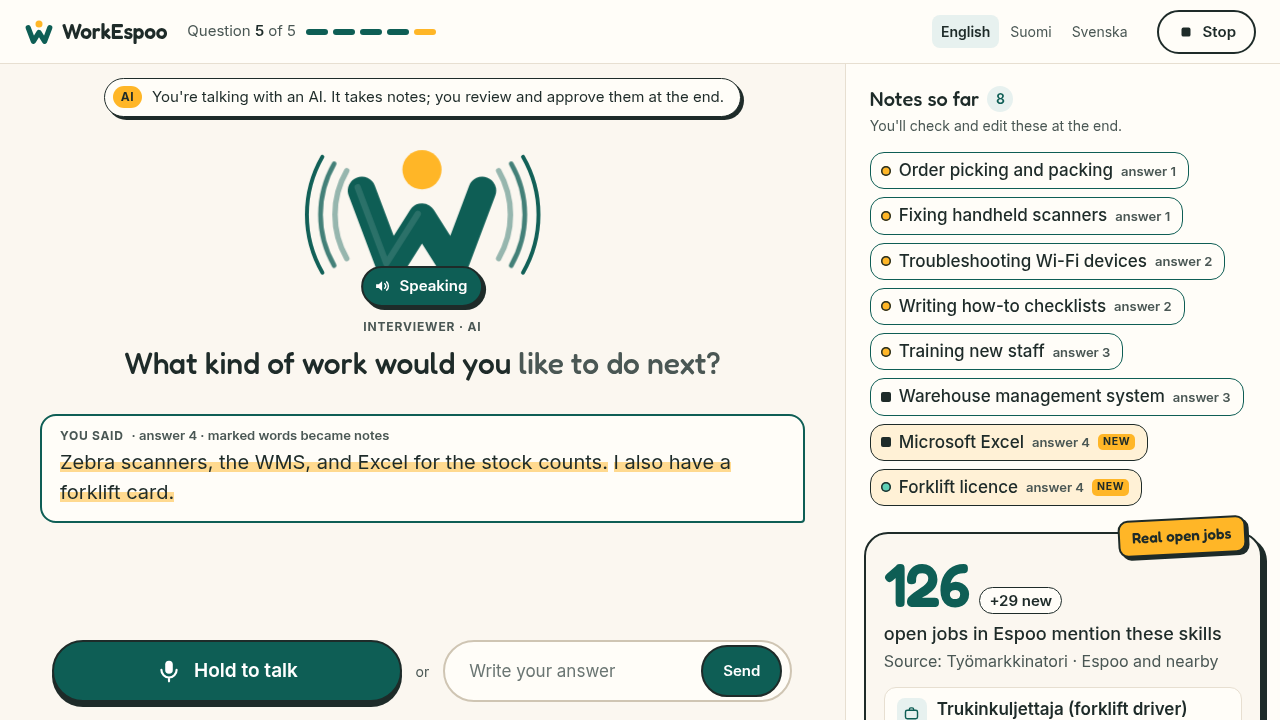 WorkEspoo
Question 5 of 5
English Suomi Svenska
Stop
AI You're talking with an AI. It takes notes; you review and approve them at the end.
Speaking
INTERVIEWER · AI
What kind of work would you like to do next?
YOU SAID · answer 4 · marked words became notes
Zebra scanners, the WMS, and Excel for the stock counts. I also have a
forklift card.
Hold to talk
or
Write your answer
Send
Notes so far 8
You'll check and edit these at the end.
Order picking and packing answer 1
Fixing handheld scanners answer 1
Troubleshooting Wi-Fi devices answer 2
Writing how-to checklists answer 2
Training new staff answer 3
Warehouse management system answer 3
Microsoft Excel answer 4 NEW
Forklift licence answer 4 NEW
Real open jobs
126 +29 new
open jobs in Espoo mention these skills
Source: Työmarkkinatori · Espoo and nearby
Trukinkuljettaja (forklift driver)